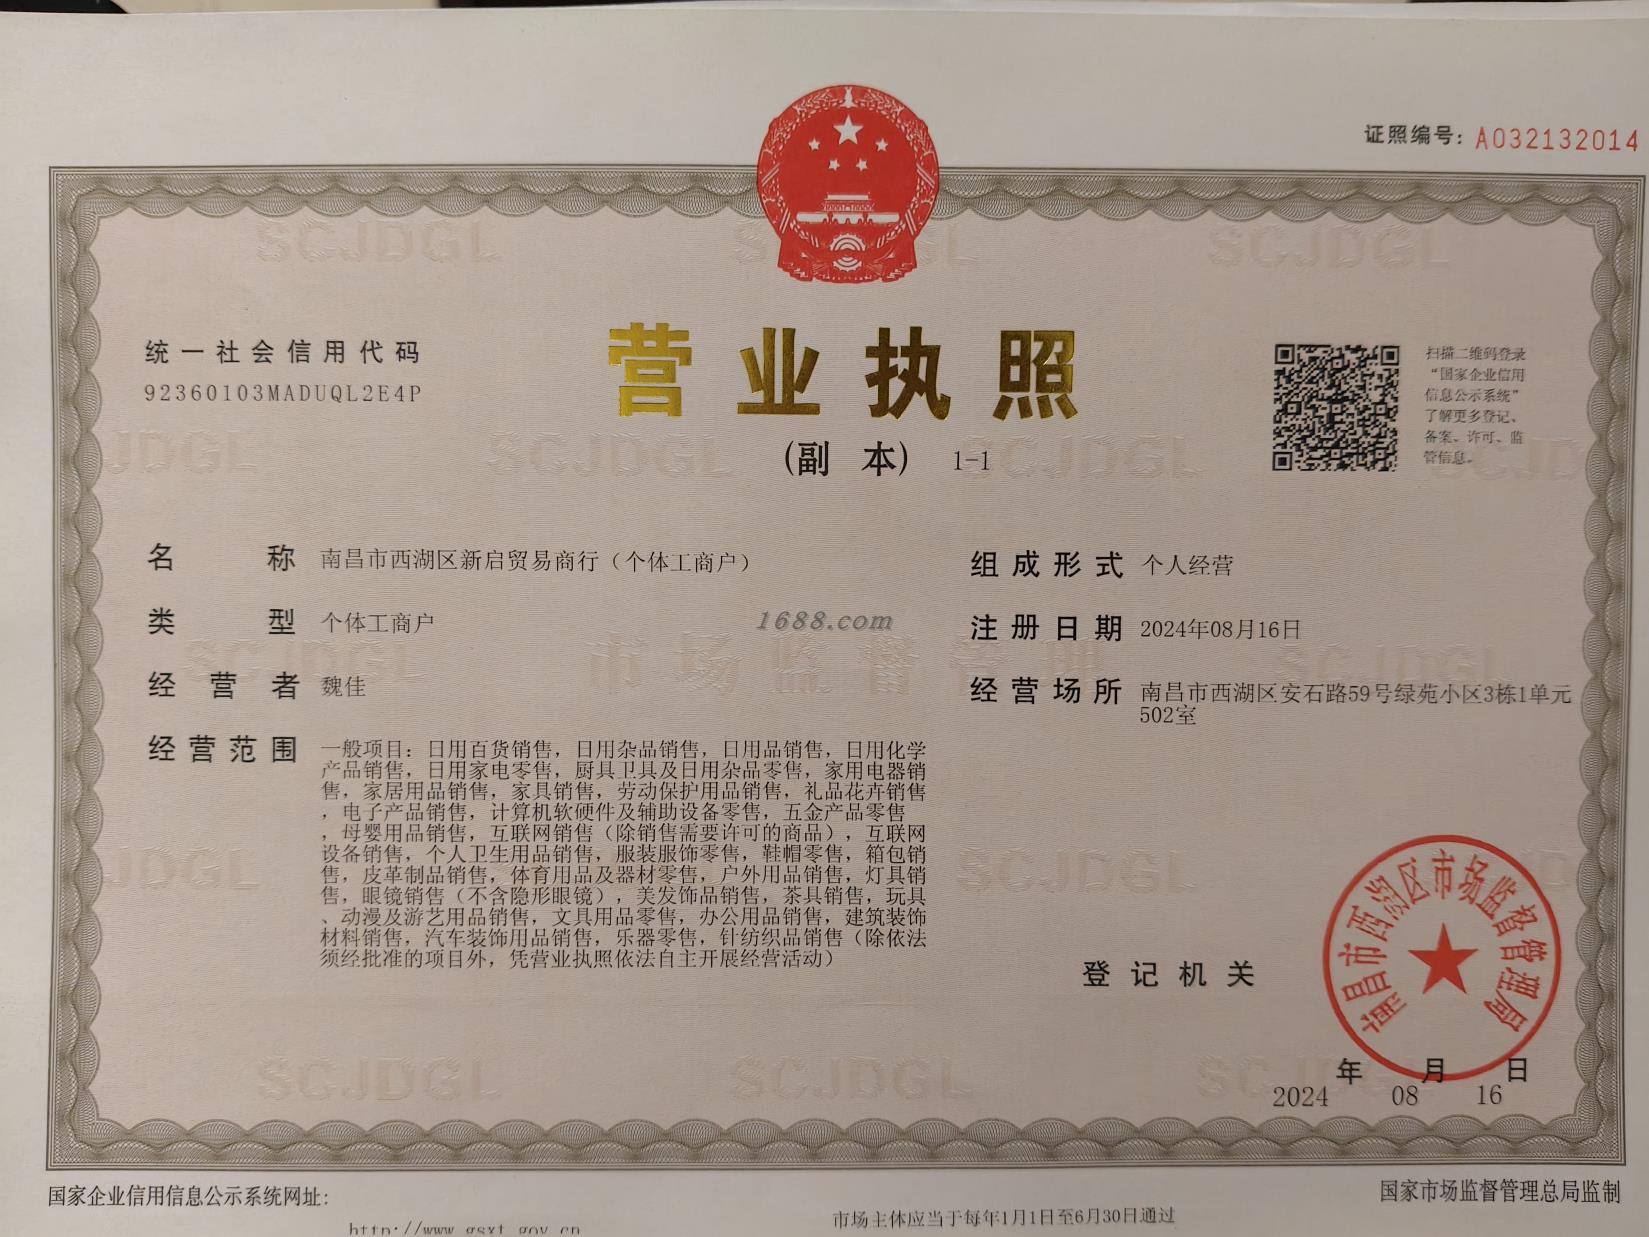 证照编号：A032132014
统一社会信用代码
92360103MADUQL2E4P
营业执照
（副 本） 1-1
扫描二维码登录
“国家企业信用
信息公示系统”
了解更多登记、
备案、许可、监
管信息。
名 称 南昌市西湖区新启贸易商行（个体工商户）
类 型 个体工商户
经 营 者 魏佳
经 营 范 围 一般项目：日用百货销售，日用杂品销售，日用品销售，日用化学
产品销售，日用家电零售，厨具卫具及日用杂品零售，家用电器销
售，家居用品销售，家具销售，劳动保护用品销售，礼品花卉销售
，电子产品销售，计算机软硬件及辅助设备零售，五金产品零售
，母婴用品销售，互联网销售（除销售需要许可的商品），互联网
设备销售，个人卫生用品销售，服装服饰零售，鞋帽零售，箱包销
售，皮革制品销售，体育用品及器材零售，户外用品销售，灯具销
售，眼镜销售（不含隐形眼镜），美发饰品销售，茶具销售，玩具
、动漫及游艺用品销售，文具用品零售，办公用品销售，建筑装饰
材料销售，汽车装饰用品销售，乐器零售，针纺织品销售（除依法
须经批准的项目外，凭营业执照依法自主开展经营活动）
组 成 形 式 个人经营
注 册 日 期 2024年08月16日
经 营 场 所 南昌市西湖区安石路59号绿苑小区3栋1单元
502室
1688.com
登 记 机 关
南昌市西湖区市场监督管理局
年 月 日
2024 08 16
国家企业信用信息公示系统网址：
http://www.gsxt.gov.cn
市场主体应当于每年1月1日至6月30日通过
国家市场监督管理总局监制
SCJDGL
市场监督管理